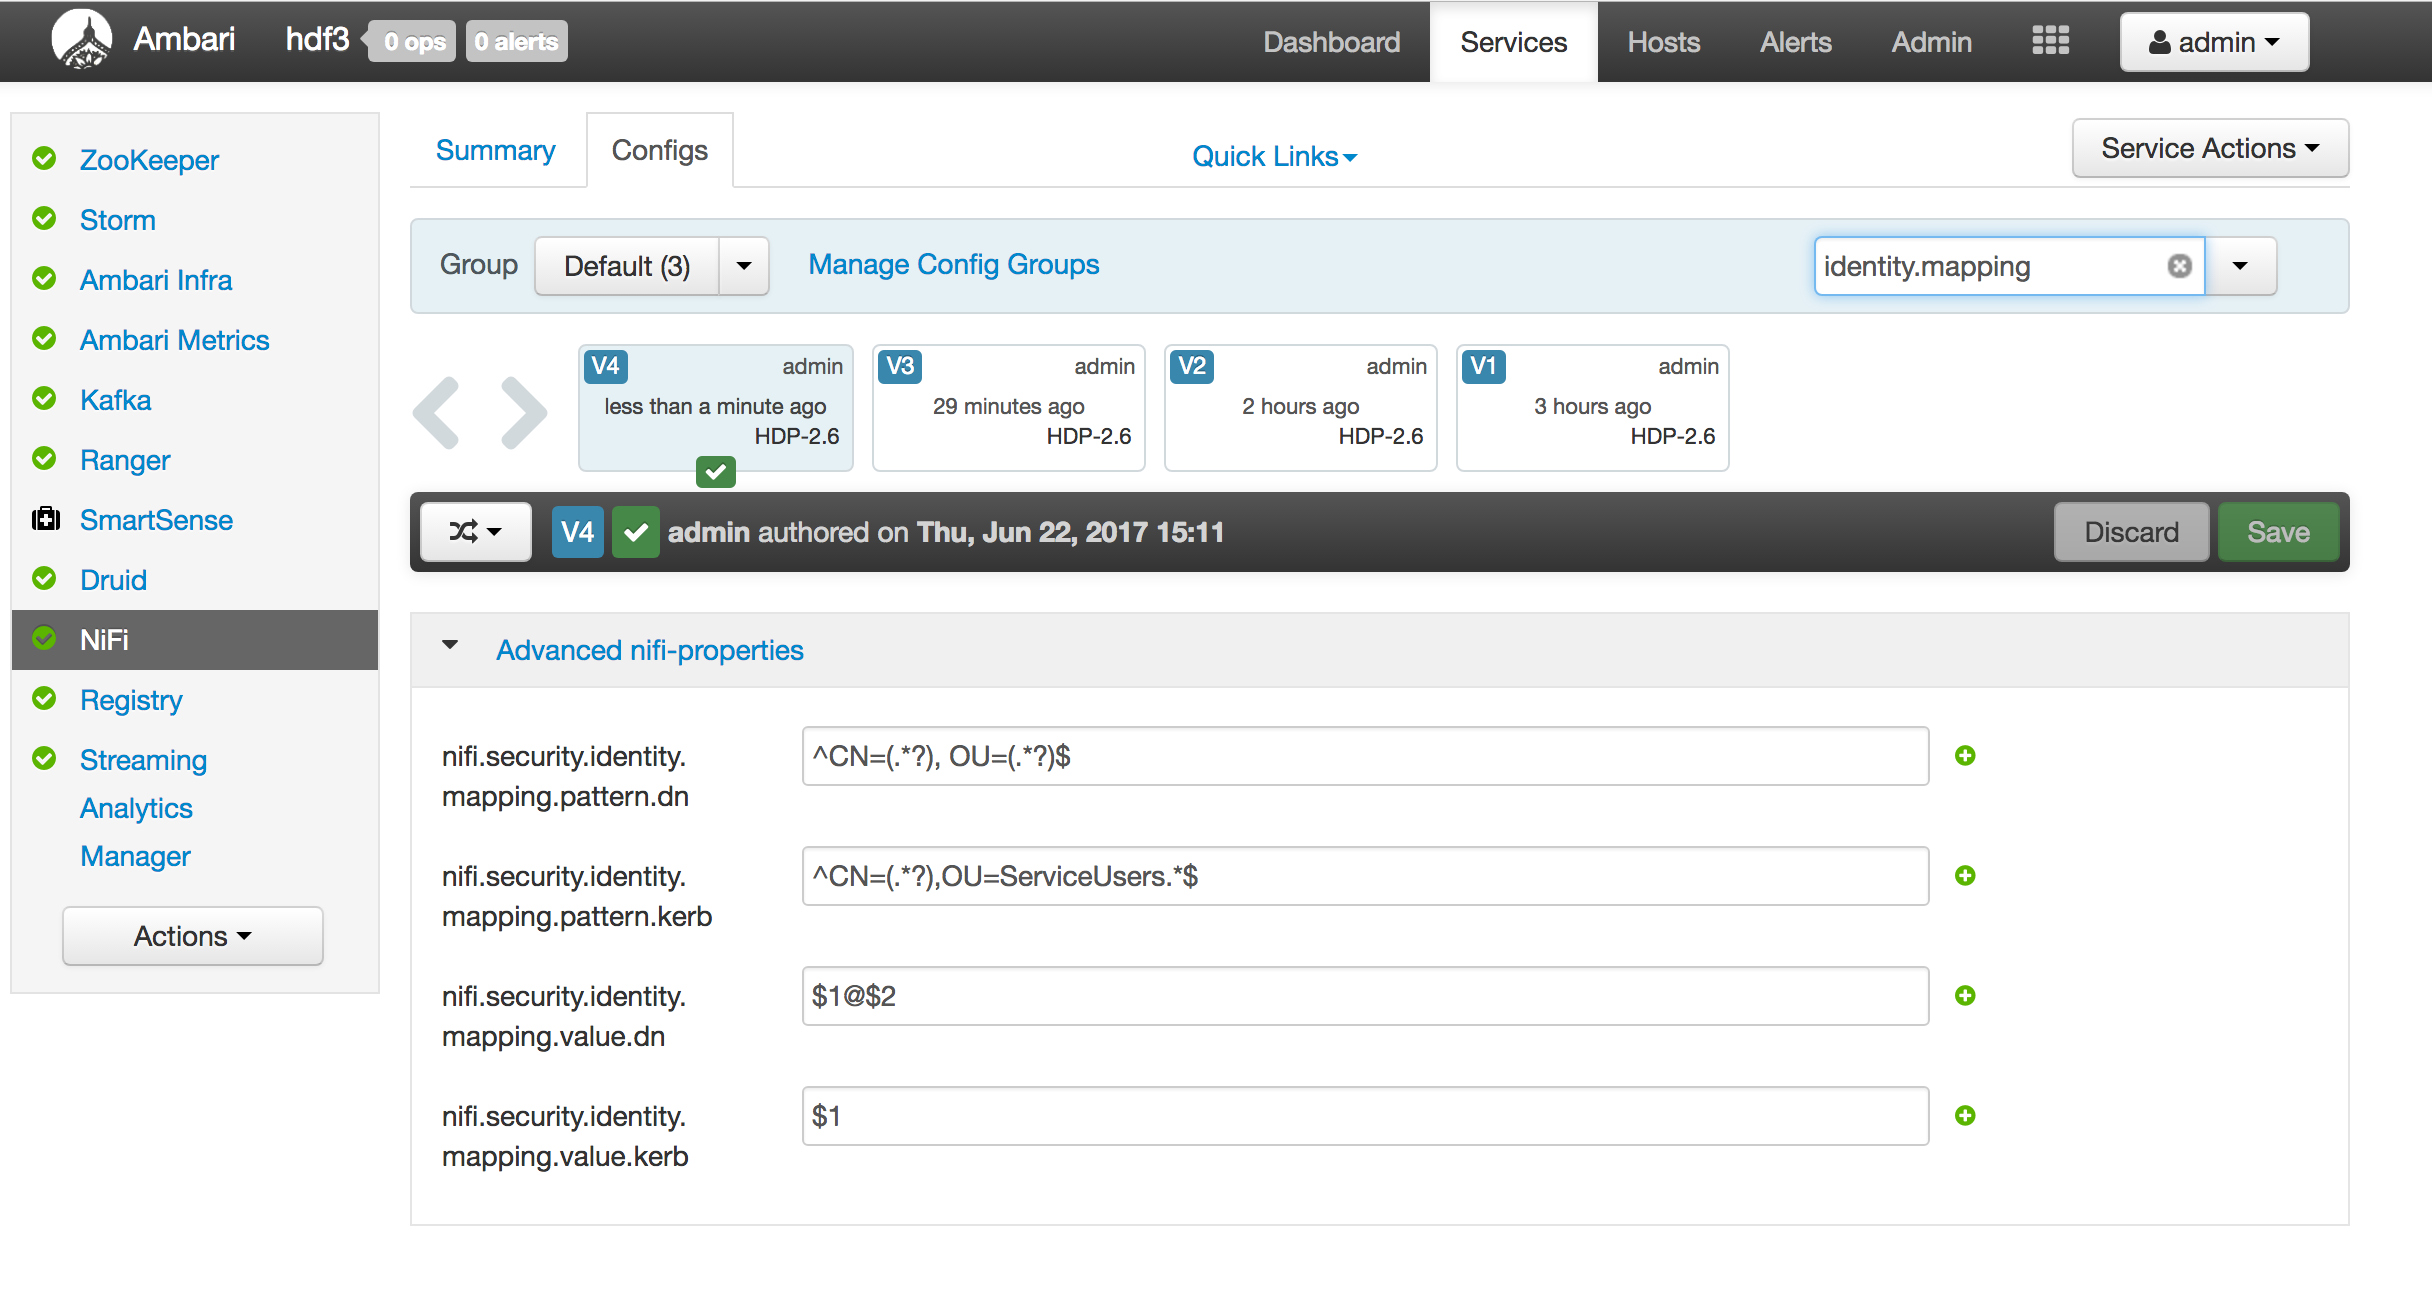 Ambari hdf3 0 ops 0 alerts Dashboard Services Hosts Alerts Admin admin
ZooKeeper
Storm
Ambari Infra
Ambari Metrics
Kafka
Ranger
SmartSense
Druid
NiFi
Registry
Streaming
Analytics
Manager
Actions
Summary Configs Quick Links Service Actions
Group Default (3) Manage Config Groups identity.mapping
V4 admin
less than a minute ago
HDP-2.6
V3 admin
29 minutes ago
HDP-2.6
V2 admin
2 hours ago
HDP-2.6
V1 admin
3 hours ago
HDP-2.6
V4 admin authored on Thu, Jun 22, 2017 15:11 Discard Save
Advanced nifi-properties
nifi.security.identity.
mapping.pattern.dn
^CN=(.*?), OU=(.*?)$
nifi.security.identity.
mapping.pattern.kerb
^CN=(.*?),OU=ServiceUsers.*$
nifi.security.identity.
mapping.value.dn
$1@$2
nifi.security.identity.
mapping.value.kerb
$1